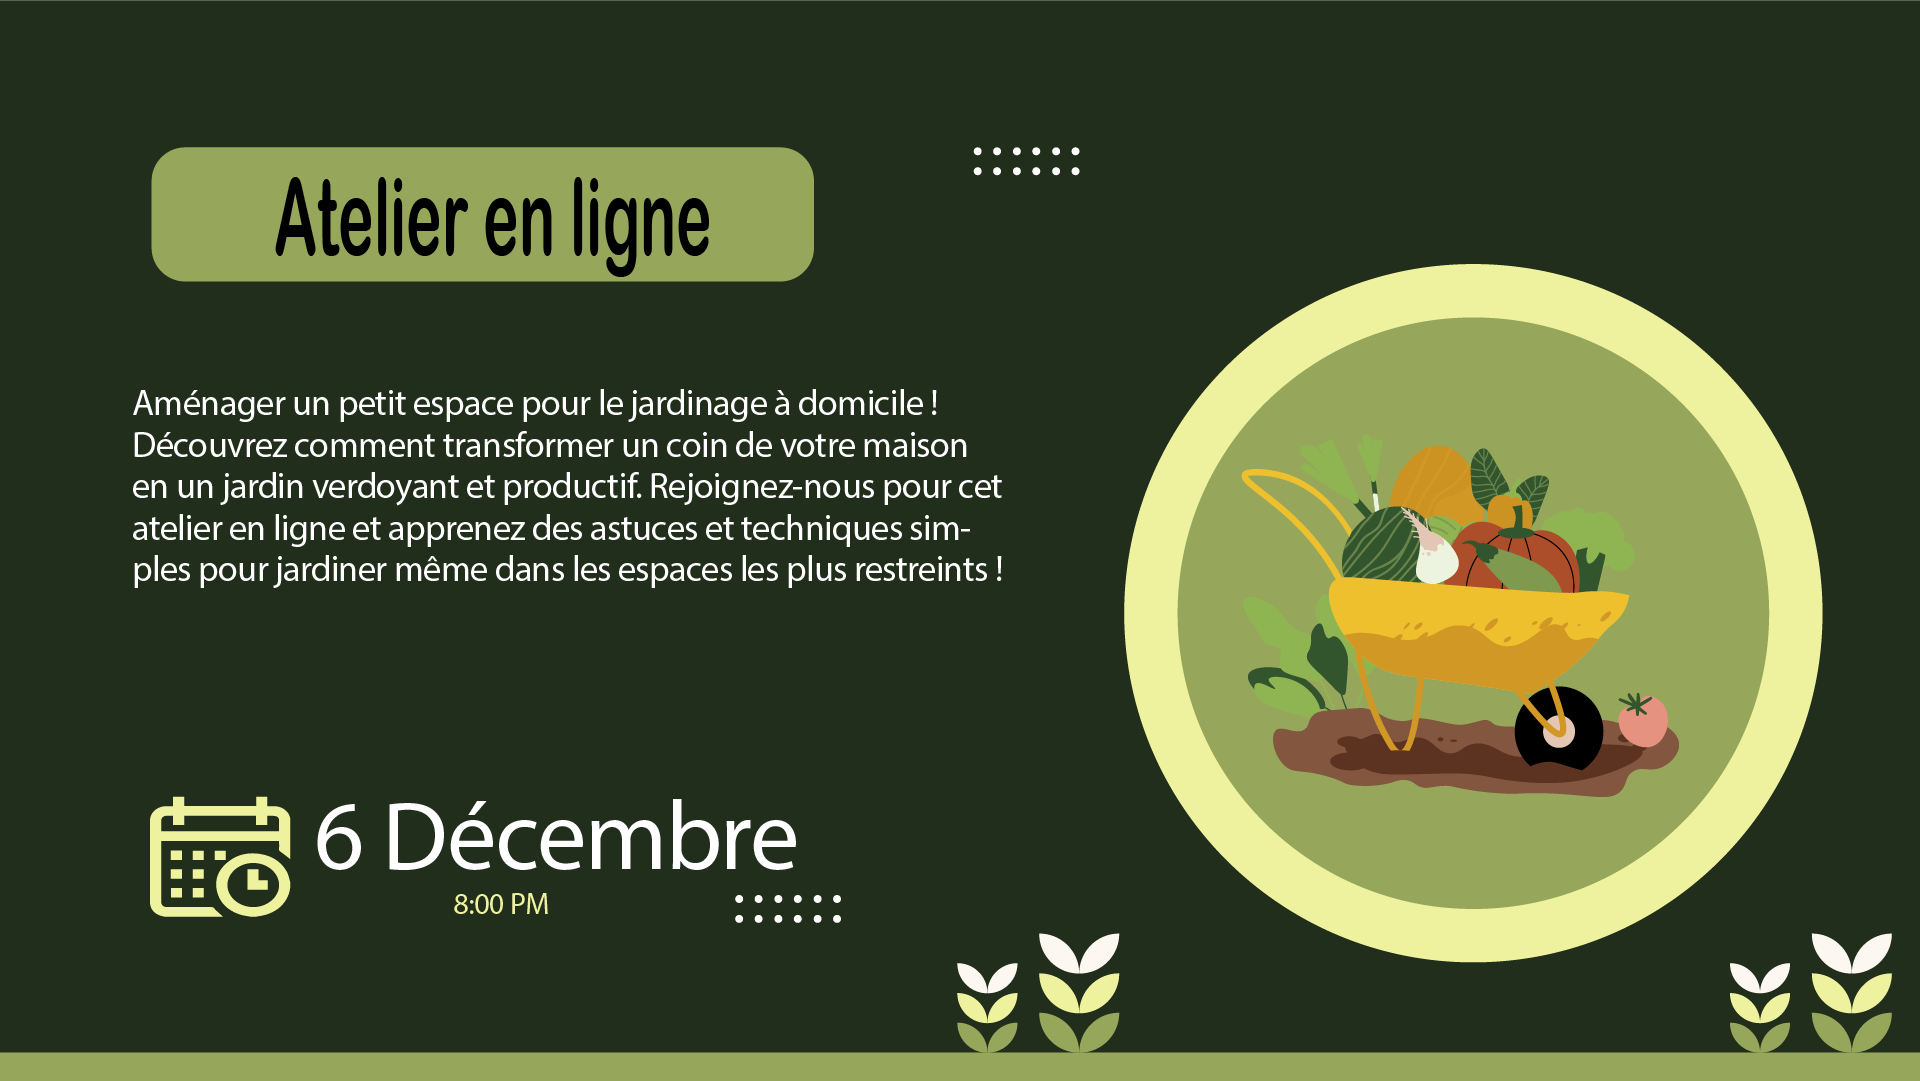 Atelier en ligne
Aménager un petit espace pour le jardinage à domicile !
Découvrez comment transformer un coin de votre maison
en un jardin verdoyant et productif. Rejoignez-nous pour cet
atelier en ligne et apprenez des astuces et techniques sim-
ples pour jardiner même dans les espaces les plus restreints !
6 Décembre
8:00 PM